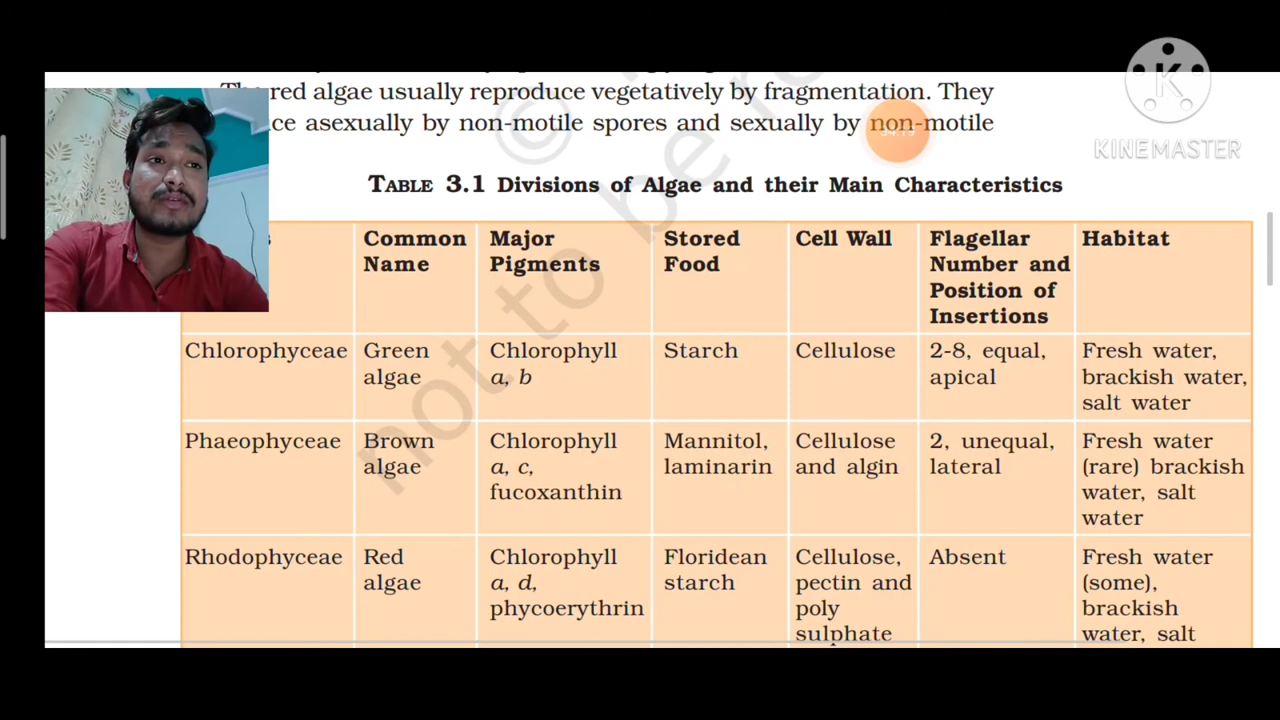 The red algae usually reproduce vegetatively by fragmentation. They
asexually by non-motile spores and sexually by non-motile
TABLE 3.1 Divisions of Algae and their Main Characteristics
Common Name
Major Pigments
Stored Food
Cell Wall
Flagellar Number and Position of Insertions
Habitat
Chlorophyceae
Green algae
Chlorophyll a, b
Starch
Cellulose
2-8, equal, apical
Fresh water, brackish water, salt water
Phaeophyceae
Brown algae
Chlorophyll a, c, fucoxanthin
Mannitol, laminarin
Cellulose and algin
2, unequal, lateral
Fresh water (rare) brackish water, salt water
Rhodophyceae
Red algae
Chlorophyll a, d, phycoerythrin
Floridean starch
Cellulose, pectin and poly sulphate
Absent
Fresh water (some), brackish water, salt
©
not to be
K
KINEMASTER